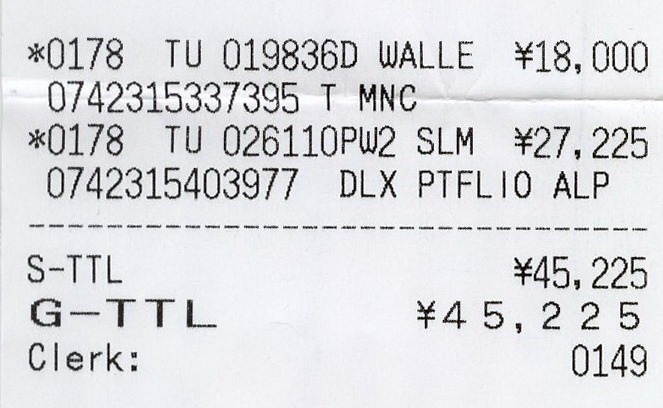 *0178 TU 019836D WALLE ¥18,000
0742315337395 T MNC
*0178 TU 026110PW2 SLM ¥27,225
0742315403977 DLX PTFLIO ALP
S-TTL ¥45,225
G-TTL ¥45,225
Clerk: 0149